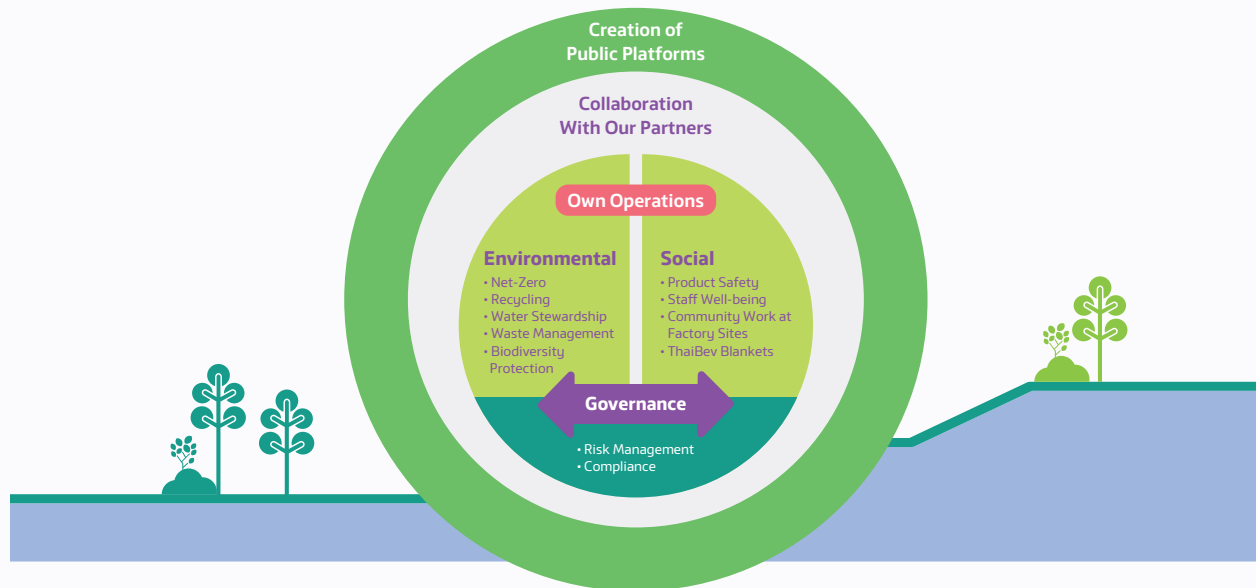 Creation of
Public Platforms
Collaboration
With Our Partners
Own Operations
Environmental
• Net-Zero
• Recycling
• Water Stewardship
• Waste Management
• Biodiversity
Protection
Social
• Product Safety
• Staff Well-being
• Community Work at
Factory Sites
• ThaiBev Blankets
Governance
• Risk Management
• Compliance